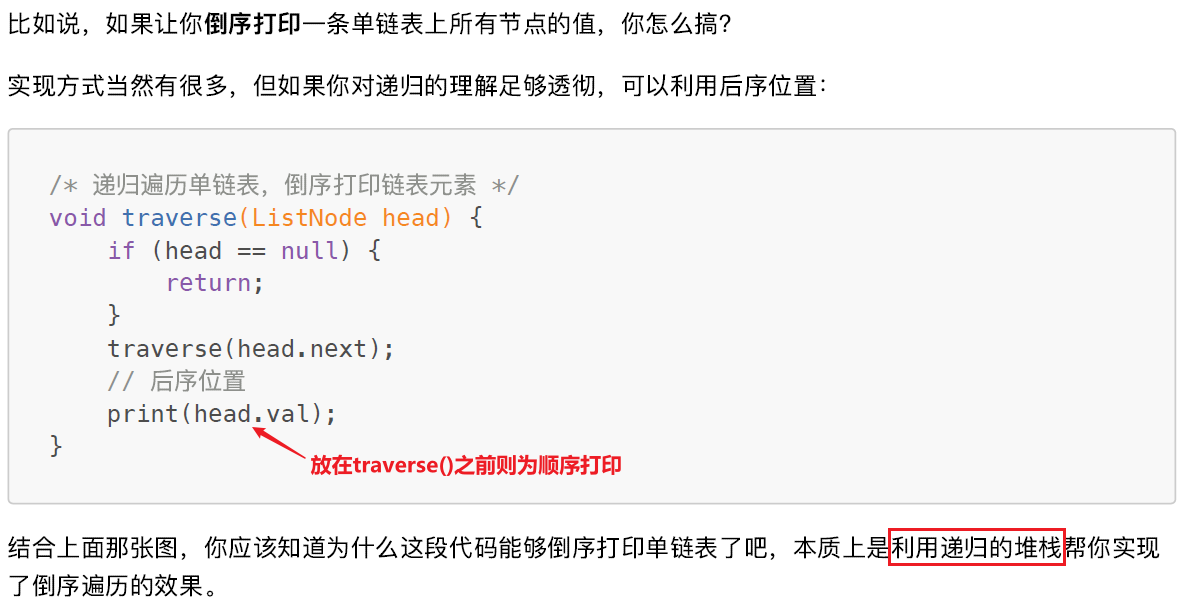 比如说，如果让你倒序打印一条单链表上所有节点的值，你怎么搞？
实现方式当然有很多，但如果你对递归的理解足够透彻，可以利用后序位置：
/* 递归遍历单链表，倒序打印链表元素 */
void traverse(ListNode head) {
    if (head == null) {
        return;
    }
    traverse(head.next);
    // 后序位置
    print(head.val);
}
放在traverse()之前则为顺序打印
结合上面那张图，你应该知道为什么这段代码能够倒序打印单链表了吧，本质上是利用递归的堆栈帮你实现
了倒序遍历的效果。